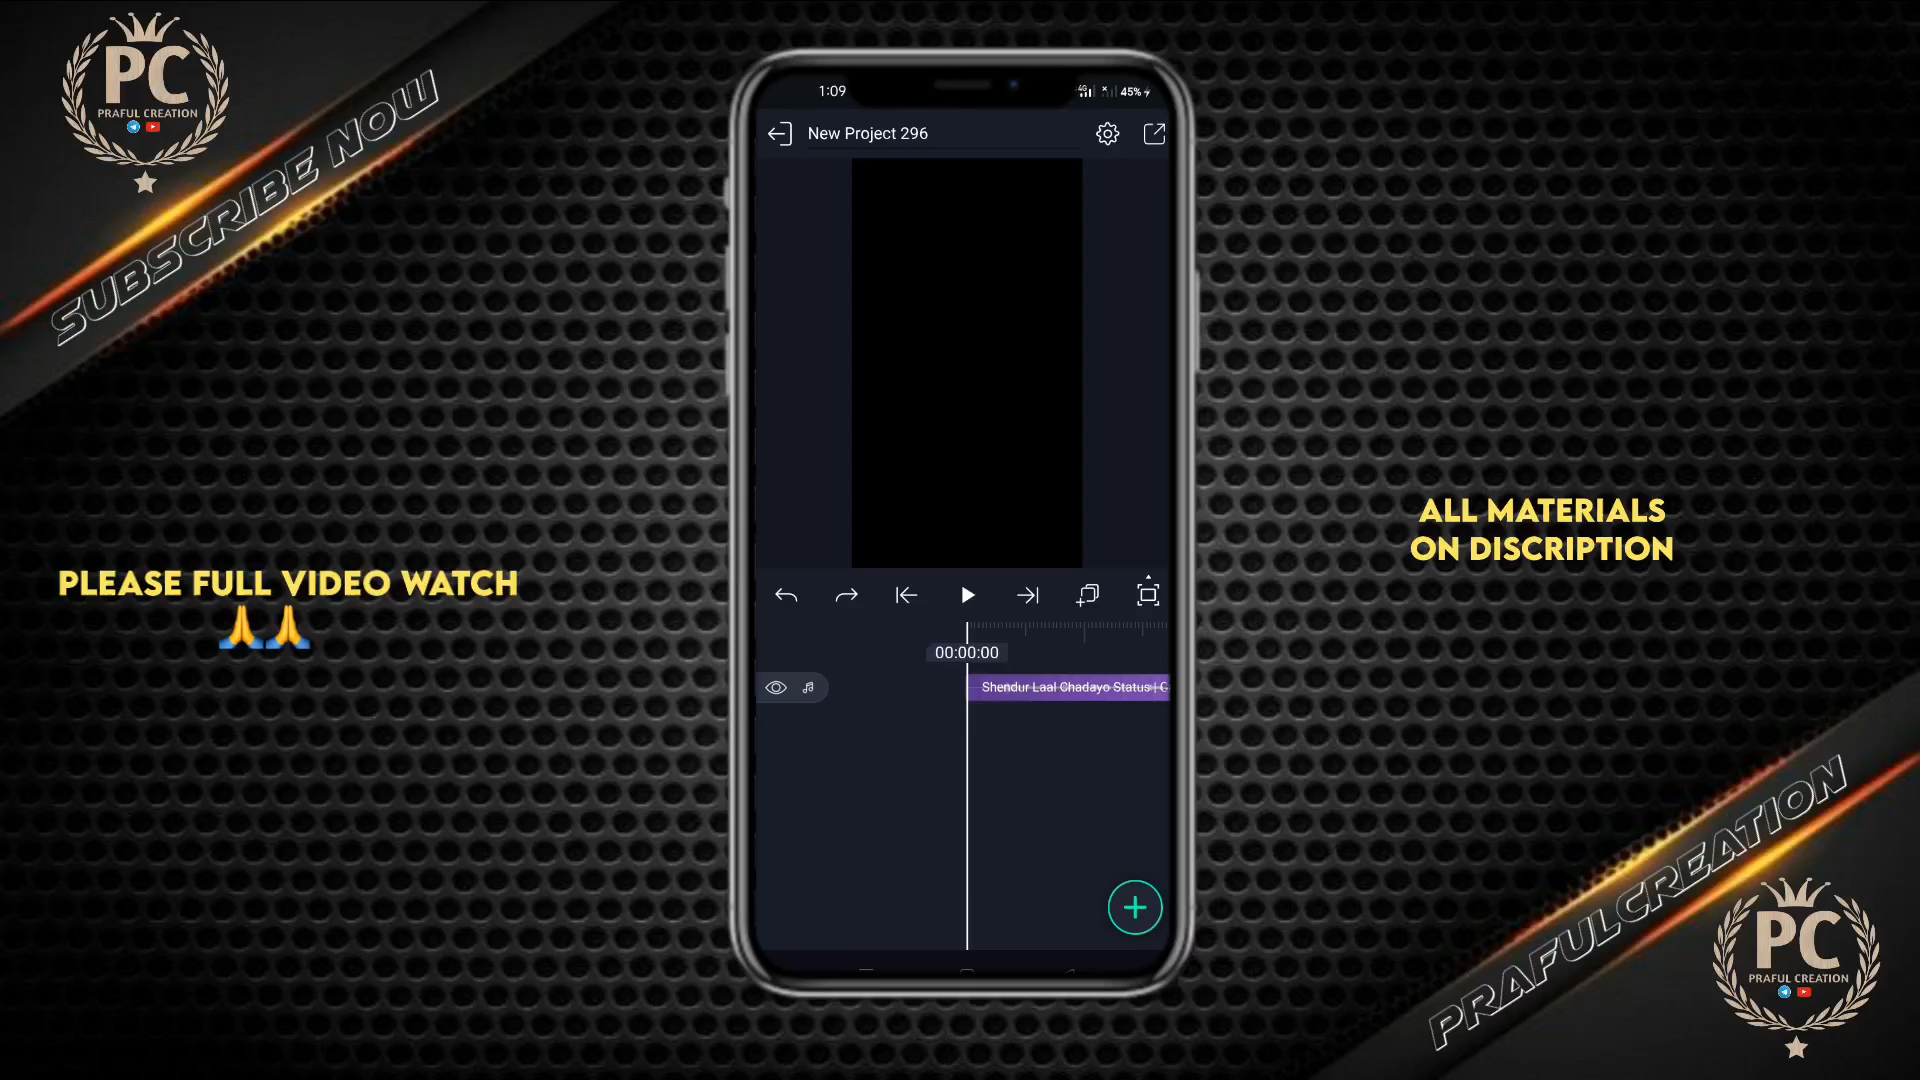 PC
PRAFUL CREATION
SUBSCRIBE NOW
1:09
4G
45%
New Project 296
PLEASE FULL VIDEO WATCH
🙏🙏
ALL MATERIALS
ON DISCRIPTION
00:00:00
Shendur Laal Chadayo Status | C
PRAFULCREATION
PC
PRAFUL CREATION